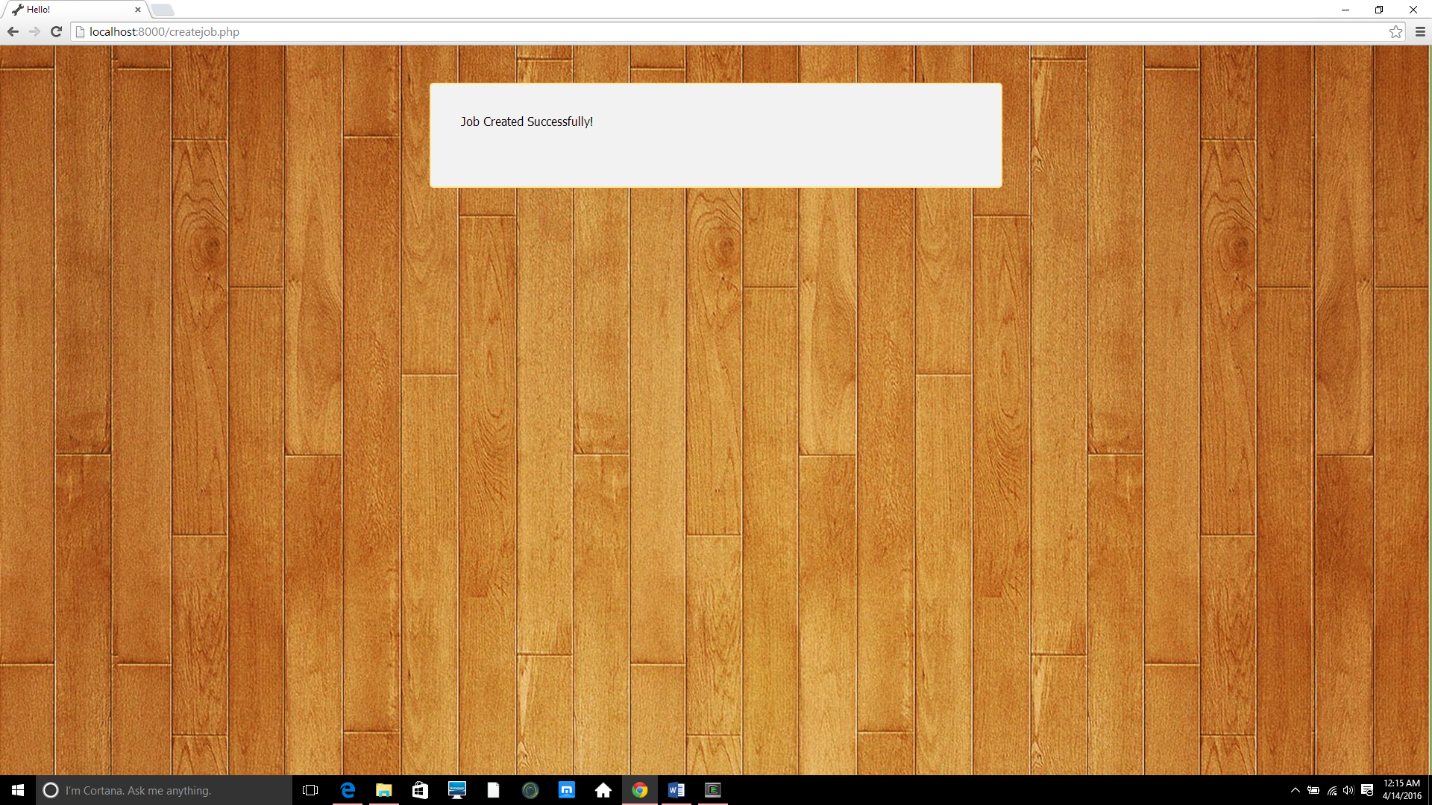 Hello!
localhost:8000/createjob.php
Job Created Successfully!
I'm Cortana. Ask me anything.
12:15 AM
4/14/2016